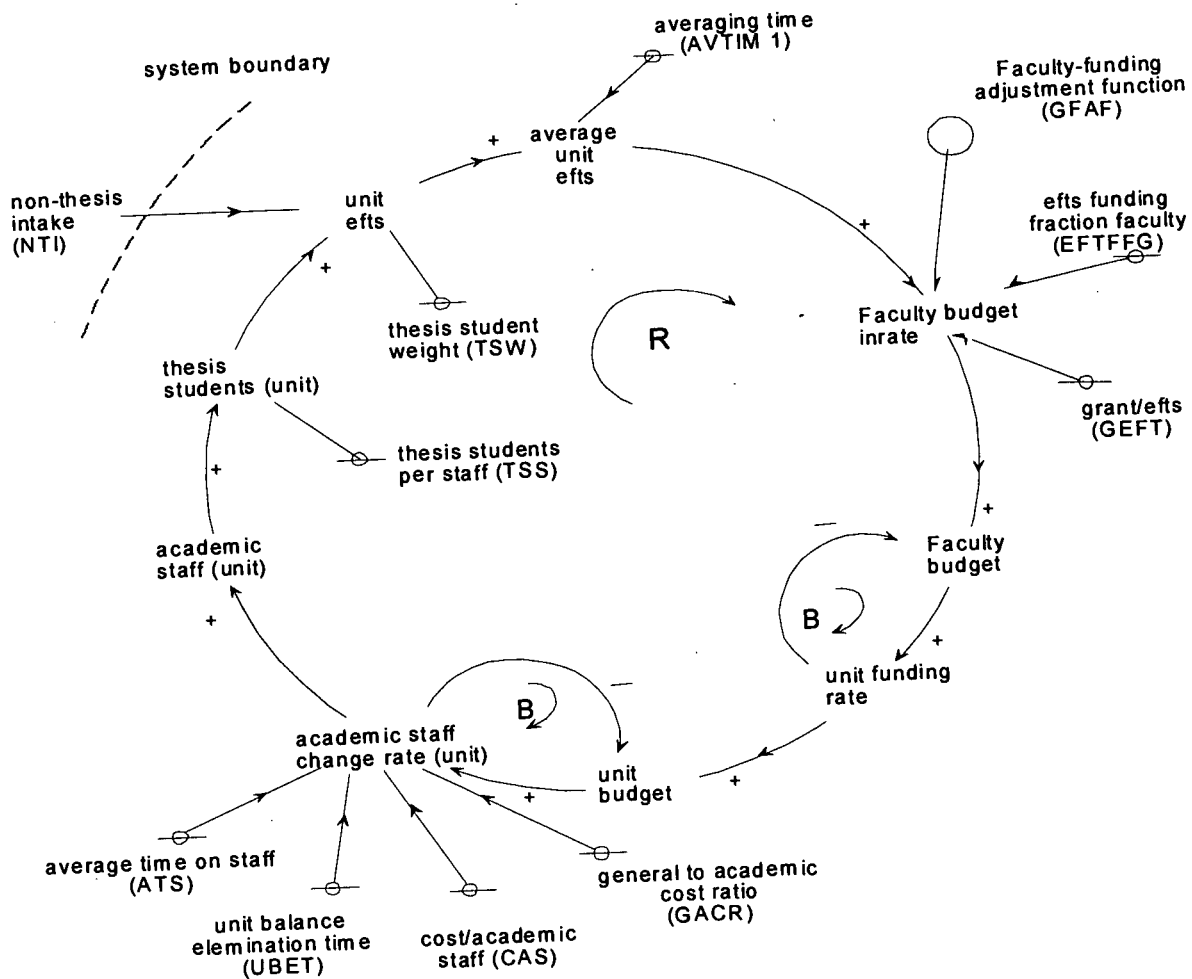 averaging time
(AVTIM 1)
system boundary
Faculty-funding
adjustment function
(GFAF)
+
average
unit
efts
non-thesis
intake
(NTI)
unit
efts
+
efts funding
fraction faculty
(EFTFFG)
+
thesis student
weight (TSW)
R
Faculty budget
inrate
thesis
students (unit)
grant/efts
(GEFT)
+
thesis students
per staff (TSS)
+
—
academic
staff (unit)
Faculty
budget
+
B
+
unit funding
rate
—
B
academic staff
change rate (unit)
unit
budget
+
+
average time on staff
(ATS)
general to academic
cost ratio
(GACR)
unit balance
elemination time
(UBET)
cost/academic
staff (CAS)